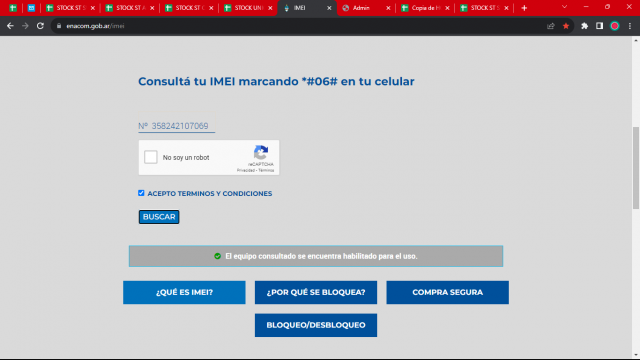 STOCK ST S
STOCK ST A
STOCK ST C
STOCK UNI
IMEI
Admin
Copia de H
STOCK ST S
enacom.gob.ar/imei
Consultá tu IMEI marcando *#06# en tu celular
Nº 358242107069
No soy un robot
reCAPTCHA
Privacidad - Términos
ACEPTO TERMINOS Y CONDICIONES
BUSCAR
El equipo consultado se encuentra habilitado para el uso.
¿QUÉ ES IMEI?
¿POR QUÉ SE BLOQUEA?
COMPRA SEGURA
BLOQUEO/DESBLOQUEO